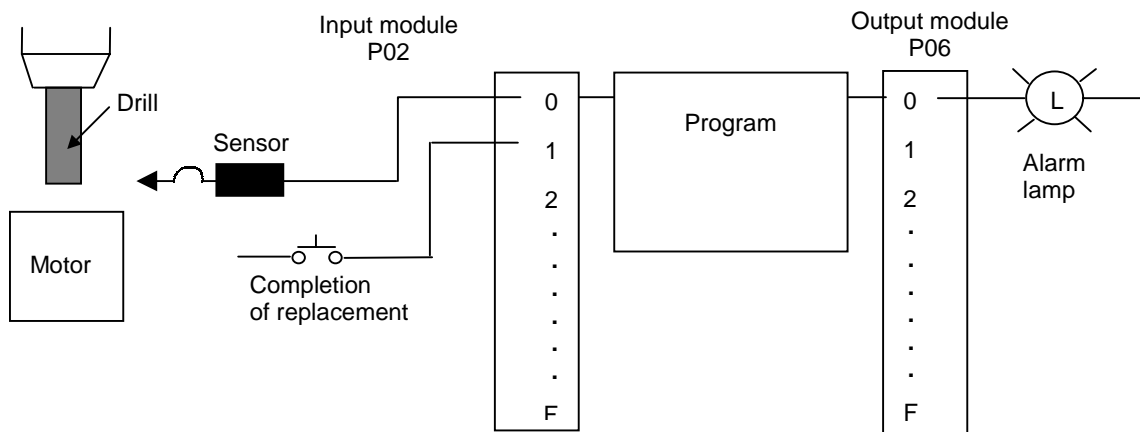 Input module
P02
Output module
P06
Drill
Sensor
Motor
Completion
of replacement
0
1
2
.
.
.
.
.
.
F
Program
0
1
2
.
.
.
.
.
.
F
L
Alarm
lamp